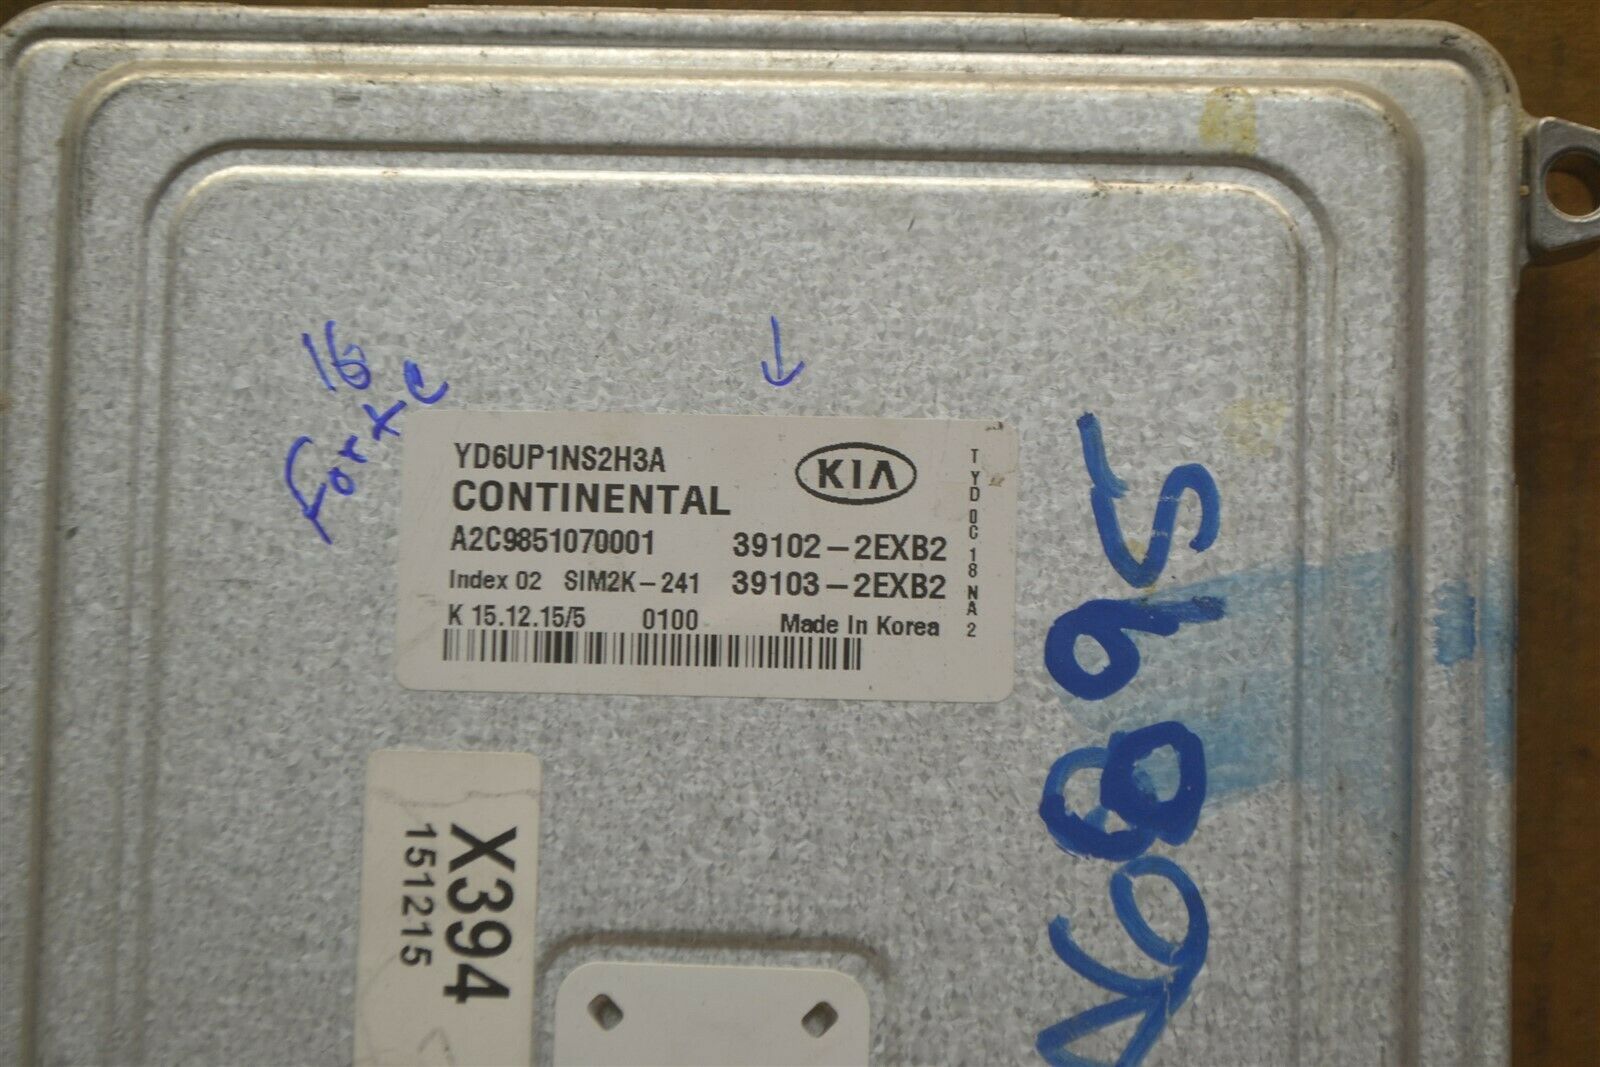 16
Forte
YD6UP1NS2H3A
KIA
CONTINENTAL
A2C9851070001 39102-2EXB2
Index 02 SIM2K-241 39103-2EXB2
K 15.12.15/5 0100 Made In Korea
TYD 0C 18 NA 2
X394
151215